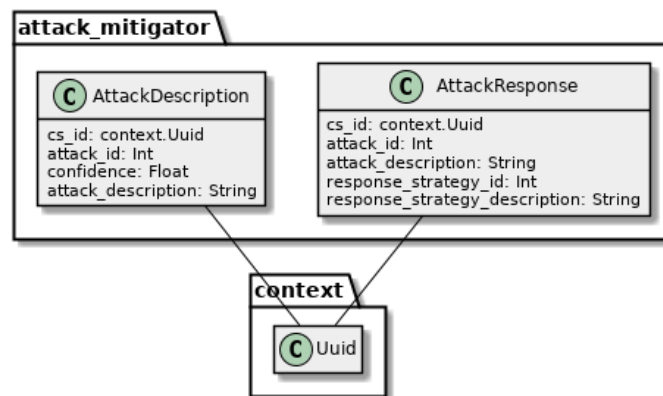 attack_mitigator
C AttackDescription
cs_id: context.Uuid
attack_id: Int
confidence: Float
attack_description: String
C AttackResponse
cs_id: context.Uuid
attack_id: Int
attack_description: String
response_strategy_id: Int
response_strategy_description: String
context
C Uuid